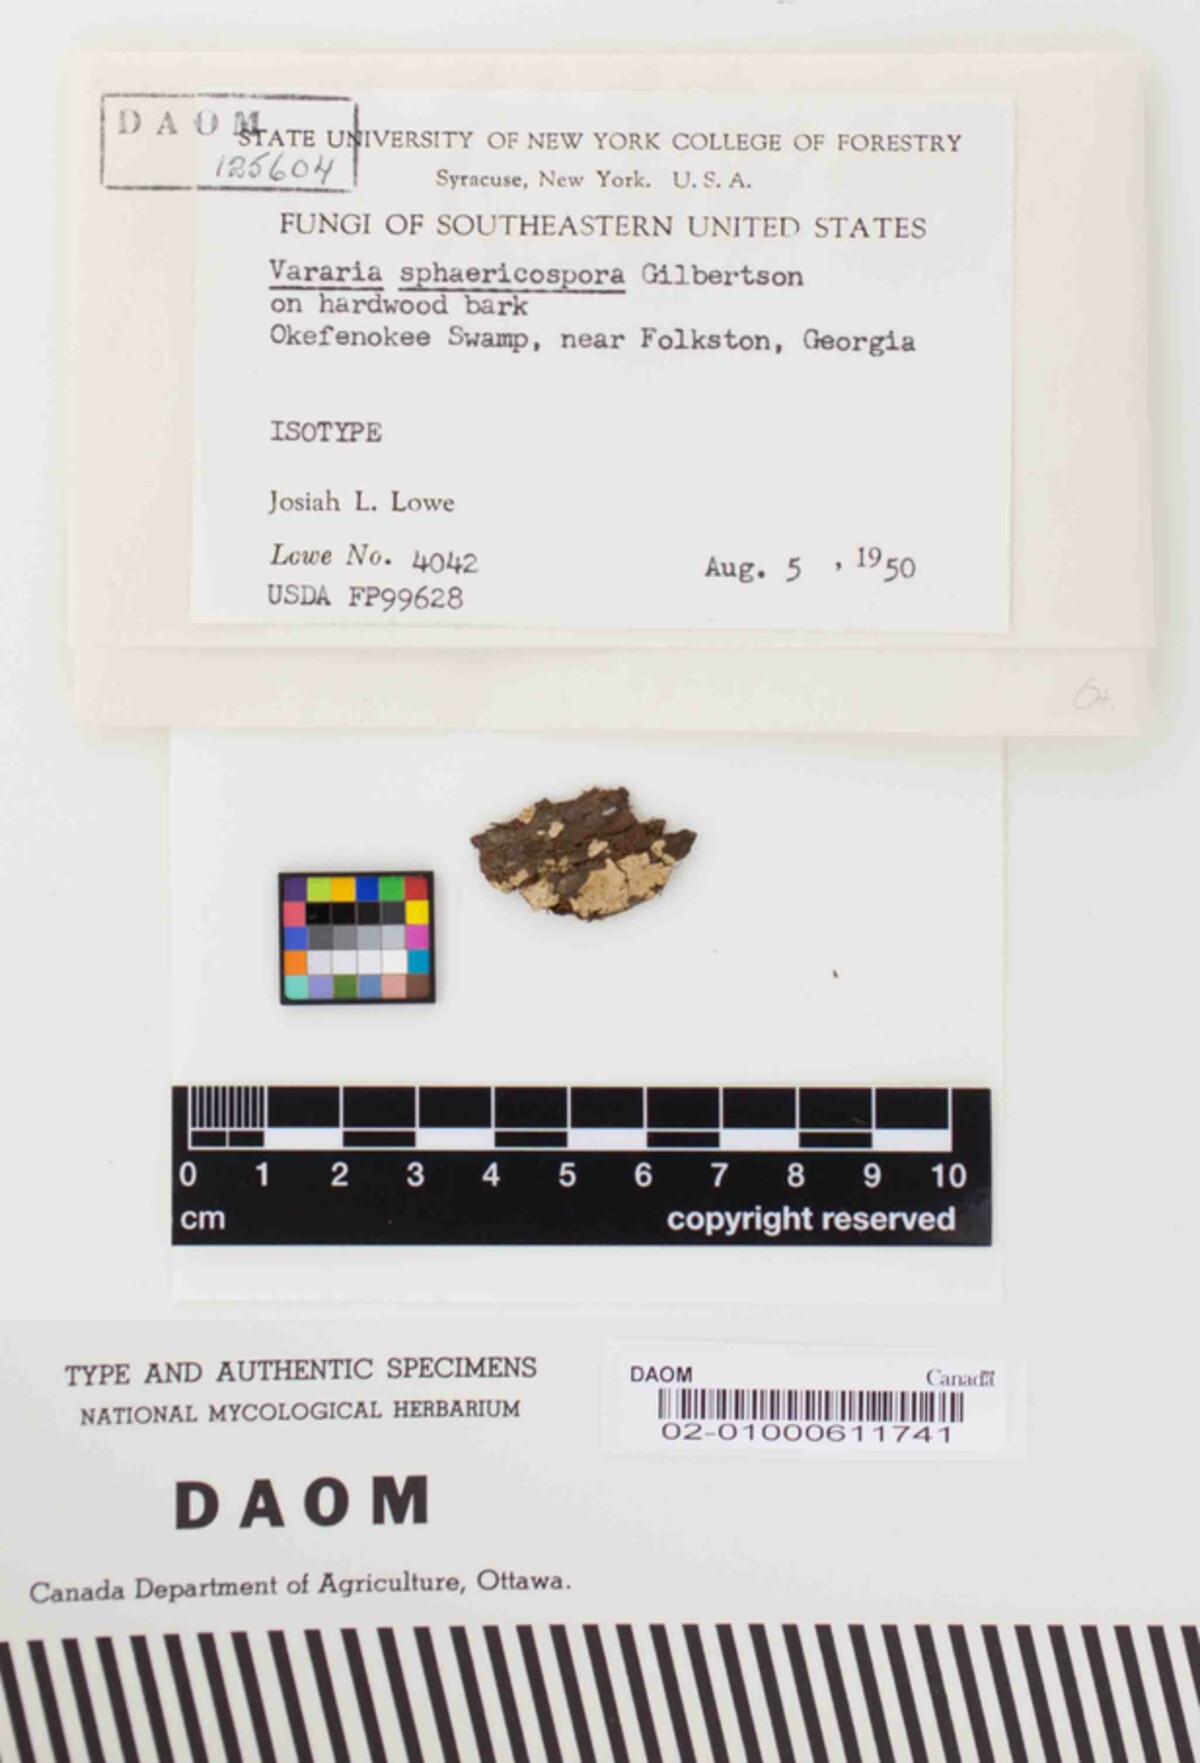 DAOM
125604
STATE UNIVERSITY OF NEW YORK COLLEGE OF FORESTRY
Syracuse, New York. U. S. A.
FUNGI OF SOUTHEASTERN UNITED STATES
Vararia sphaericospora Gilbertson
on hardwood bark
Okefenokee Swamp, near Folkston, Georgia
ISOTYPE
Josiah L. Lowe
Lowe No. 4042
Aug. 5 , 1950
USDA FP99628
0 1 2 3 4 5 6 7 8 9 10
cm copyright reserved
TYPE AND AUTHENTIC SPECIMENS
NATIONAL MYCOLOGICAL HERBARIUM
DAOM
Canada Department of Agriculture, Ottawa.
DAOM Canada
02-01000611741